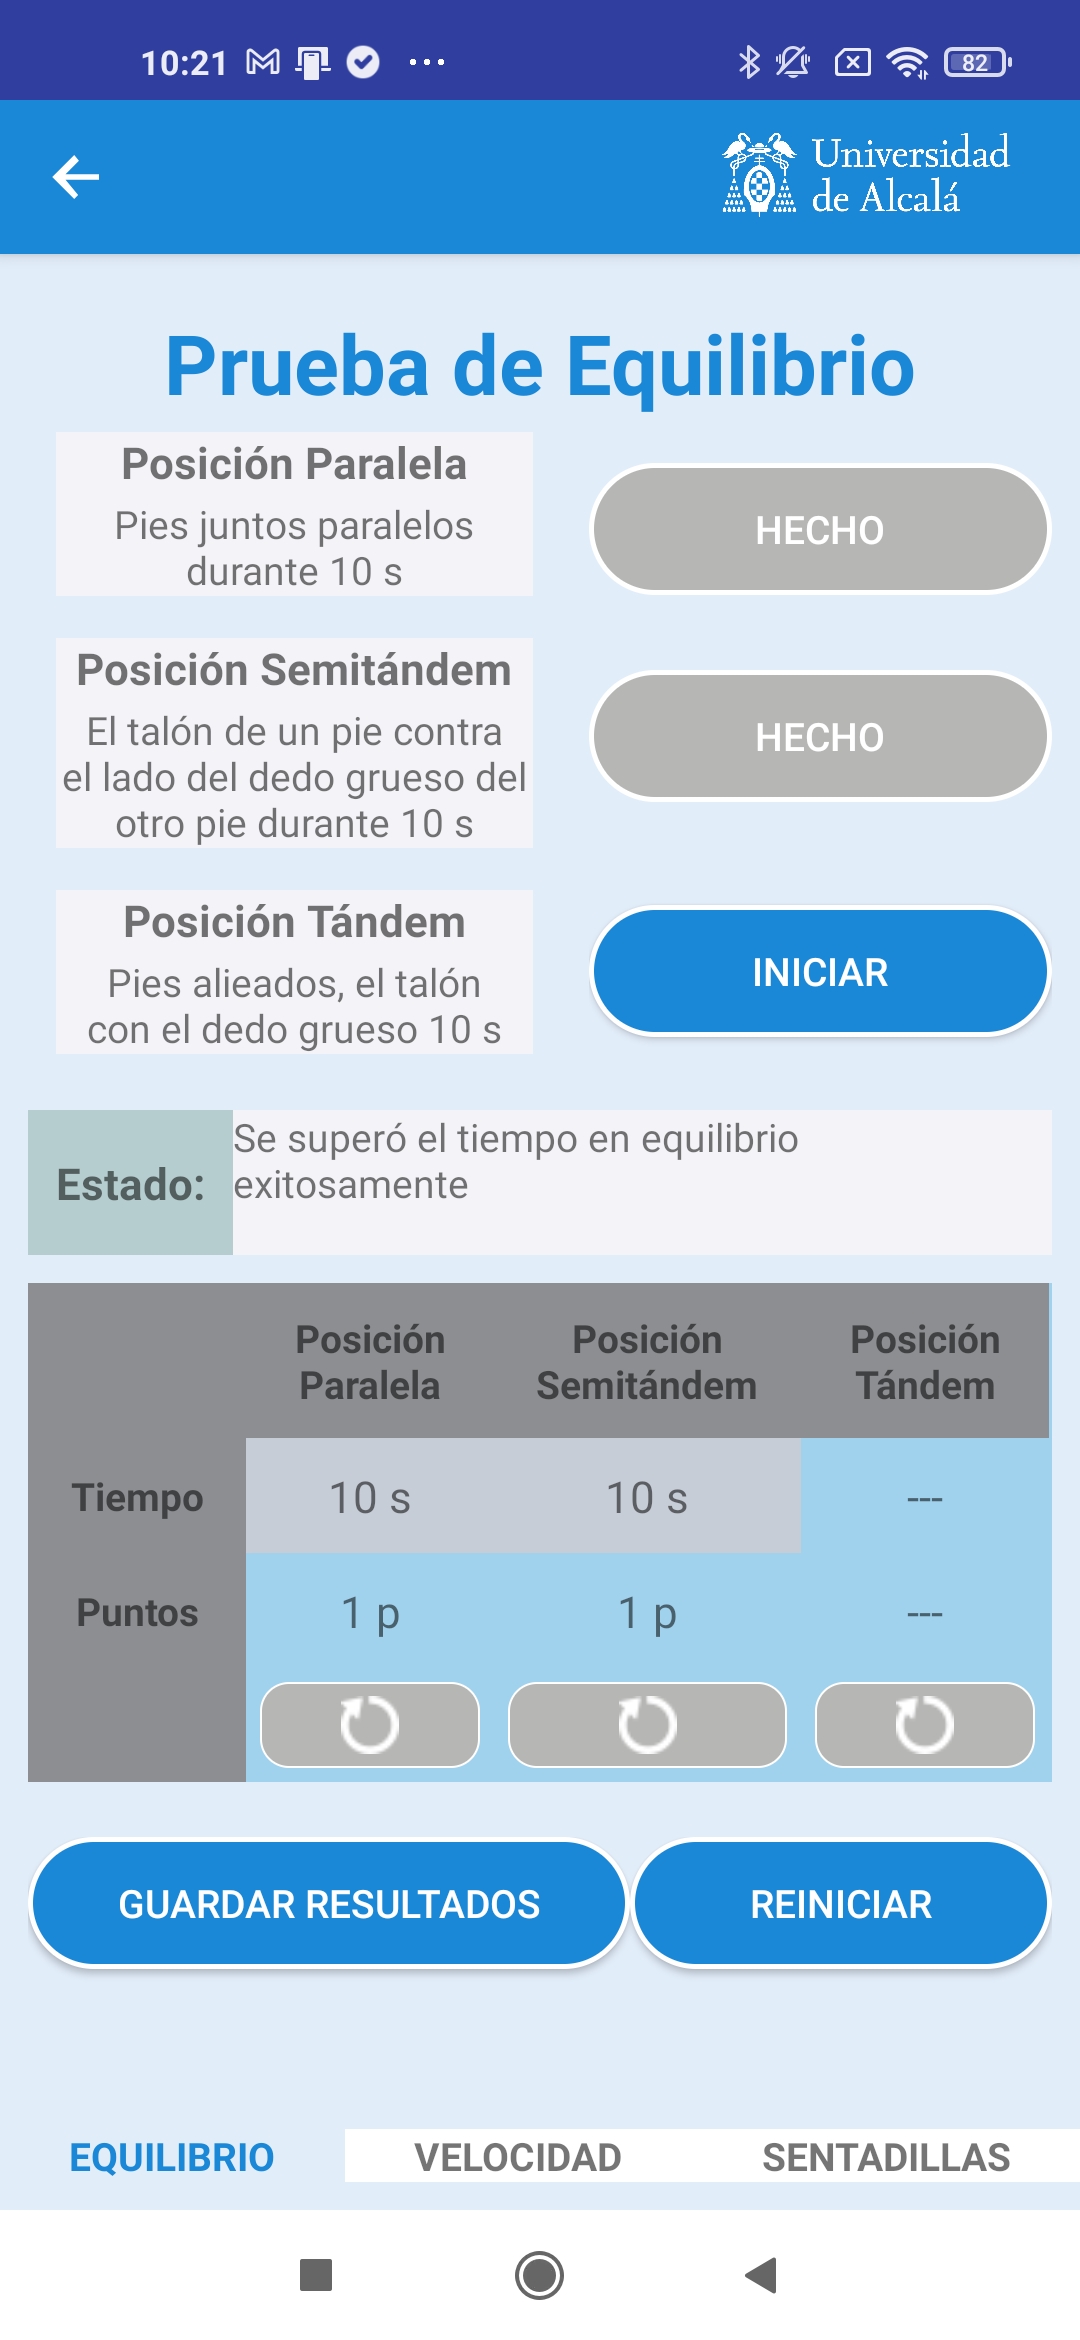 10:21
82
Universidad
de Alcalá
Prueba de Equilibrio
Posición Paralela
Pies juntos paralelos
durante 10 s
HECHO
Posición Semitándem
El talón de un pie contra
el lado del dedo grueso del
otro pie durante 10 s
HECHO
Posición Tándem
Pies alieados, el talón
con el dedo grueso 10 s
INICIAR
Estado:
Se superó el tiempo en equilibrio
exitosamente
Posición Posición Posición
Paralela Semitándem Tándem
Tiempo 10 s 10 s ---
Puntos 1 p 1 p ---
GUARDAR RESULTADOS REINICIAR
EQUILIBRIO VELOCIDAD SENTADILLAS